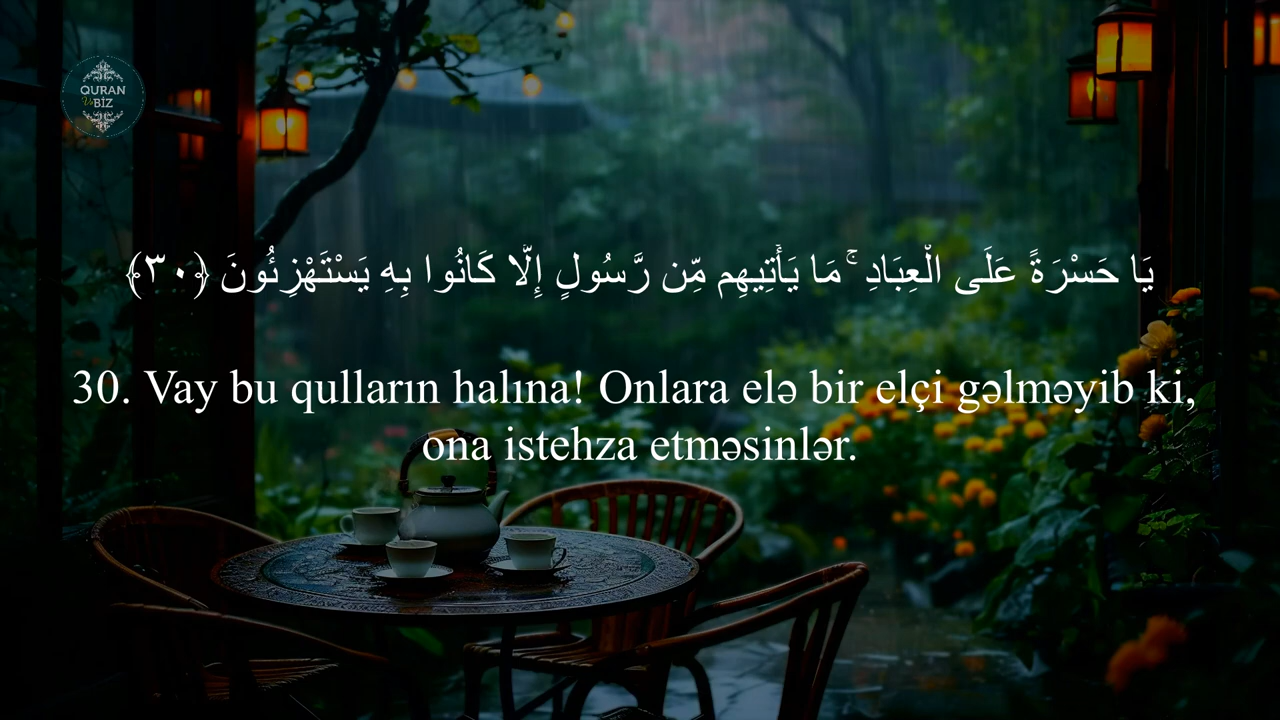 QURAN
Və BİZ
يَا حَسْرَةً عَلَى الْعِبَادِ ۚ مَا يَأْتِيهِم مِّن رَّسُولٍ إِلَّا كَانُوا بِهِ يَسْتَهْزِئُونَ ﴿٣٠﴾
30. Vay bu qulların halına! Onlara elə bir elçi gəlməyib ki,
ona istehza etməsinlər.